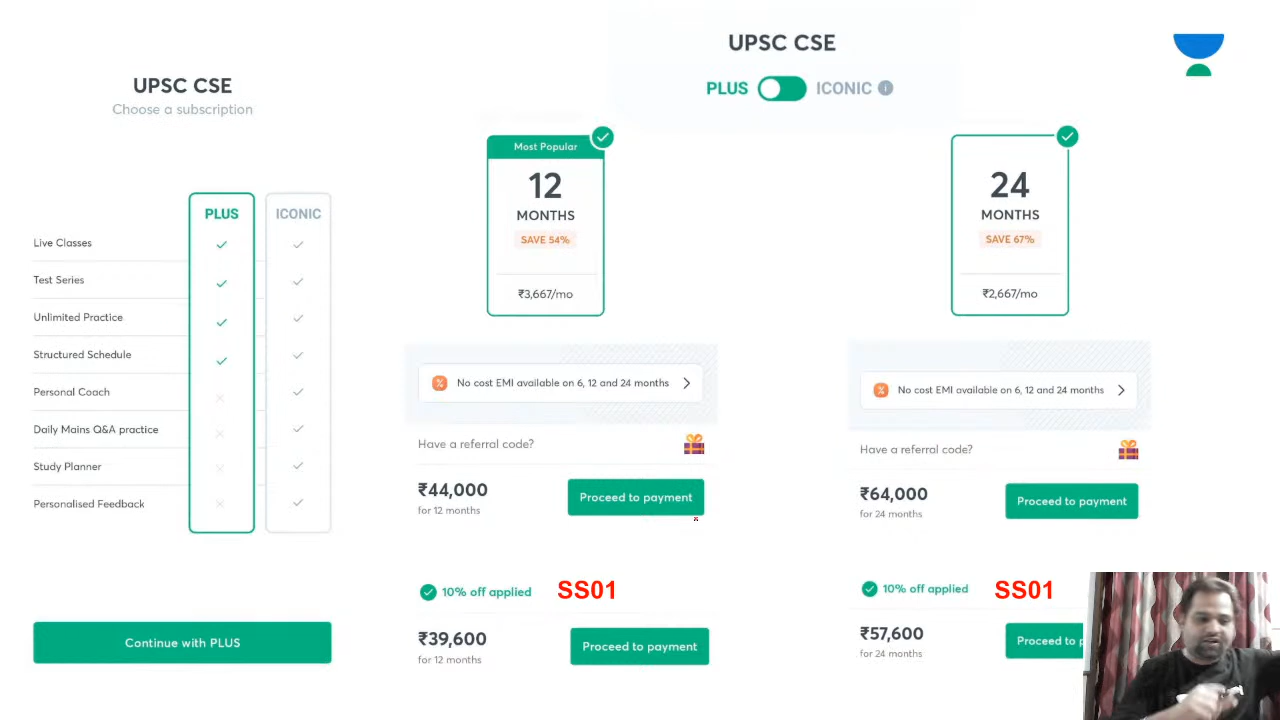 UPSC CSE
Choose a subscription
PLUS ICONIC
Live Classes
Test Series
Unlimited Practice
Structured Schedule
Personal Coach
Daily Mains Q&A practice
Study Planner
Personalised Feedback
Continue with PLUS
UPSC CSE
PLUS ICONIC
Most Popular
12
MONTHS
SAVE 54%
₹3,667/mo
No cost EMI available on 6, 12 and 24 months
Have a referral code?
₹44,000
for 12 months
Proceed to payment
10% off applied SS01
₹39,600
for 12 months
Proceed to payment
24
MONTHS
SAVE 67%
₹2,667/mo
No cost EMI available on 6, 12 and 24 months
Have a referral code?
₹64,000
for 24 months
Proceed to payment
10% off applied SS01
₹57,600
for 24 months
Proceed to p